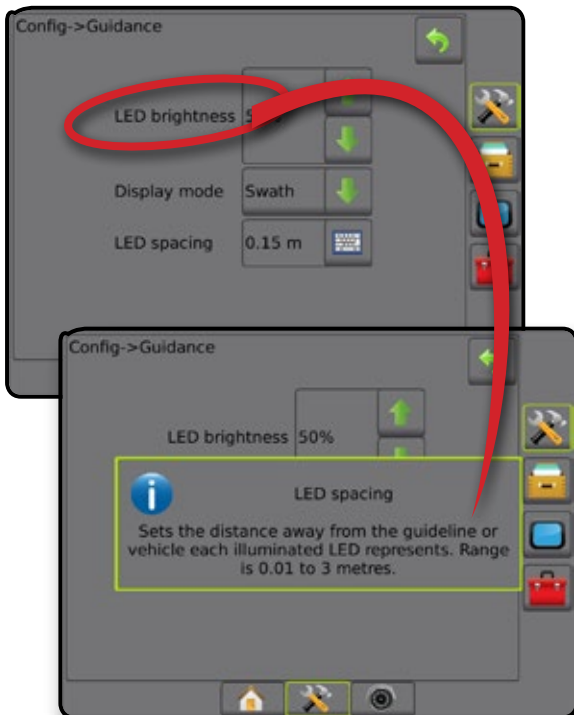 Config->Guidance
LED brightness 5
Display mode Swath
LED spacing 0.15 m
Config->Guidance
LED brightness 50%
LED spacing
Sets the distance away from the guideline or
vehicle each illuminated LED represents. Range
is 0.01 to 3 metres.